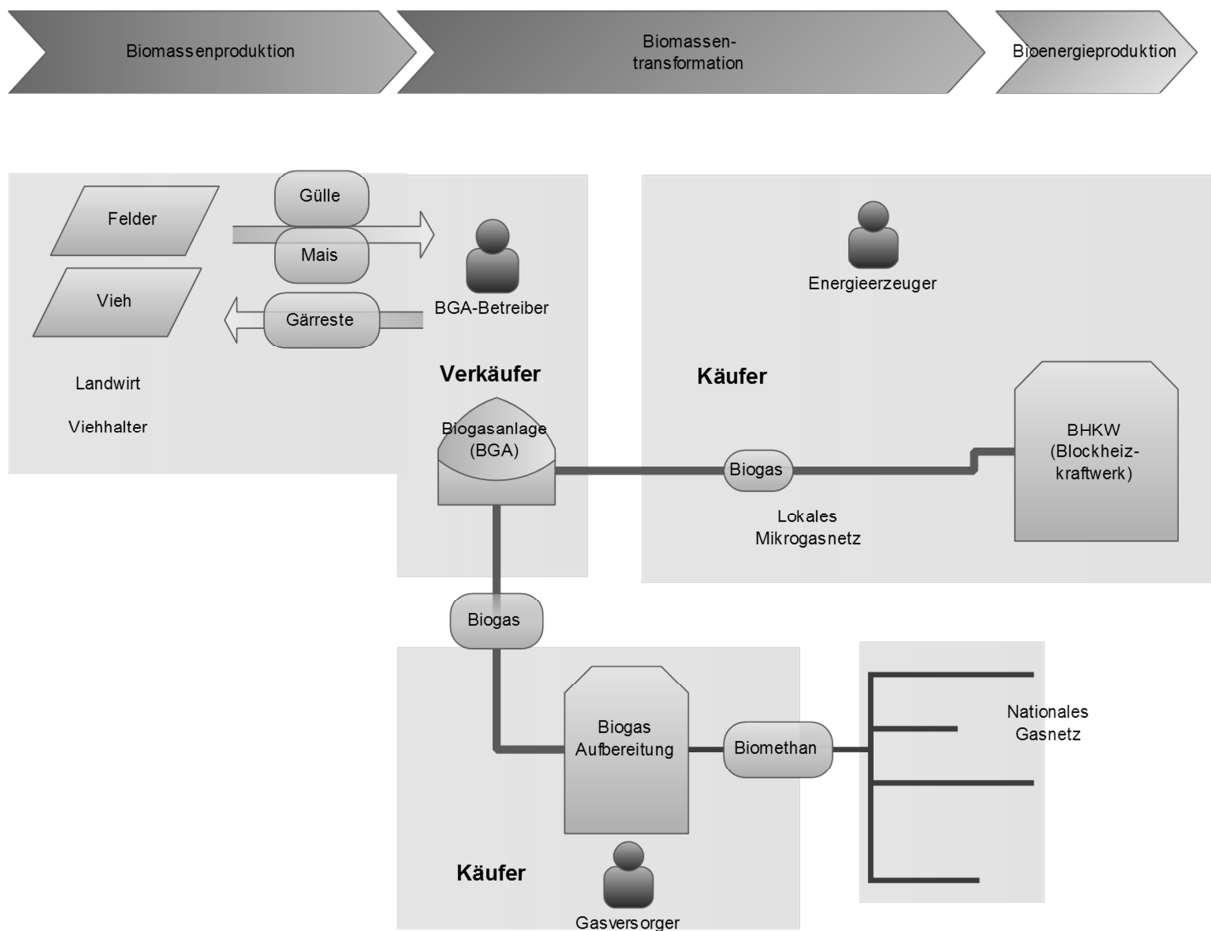 Biomassenproduktion
Biomassen-
transformation
Bioenergieproduktion
Felder
Vieh
Gülle
Mais
Gärreste
Landwirt
Viehhalter
BGA-Betreiber
Verkäufer
Biogasanlage
(BGA)
Energieerzeuger
Käufer
Biogas
Lokales
Mikrogasnetz
BHKW
(Blockheiz-
kraftwerk)
Biogas
Biogas
Aufbereitung
Biomethan
Nationales
Gasnetz
Käufer
Gasversorger